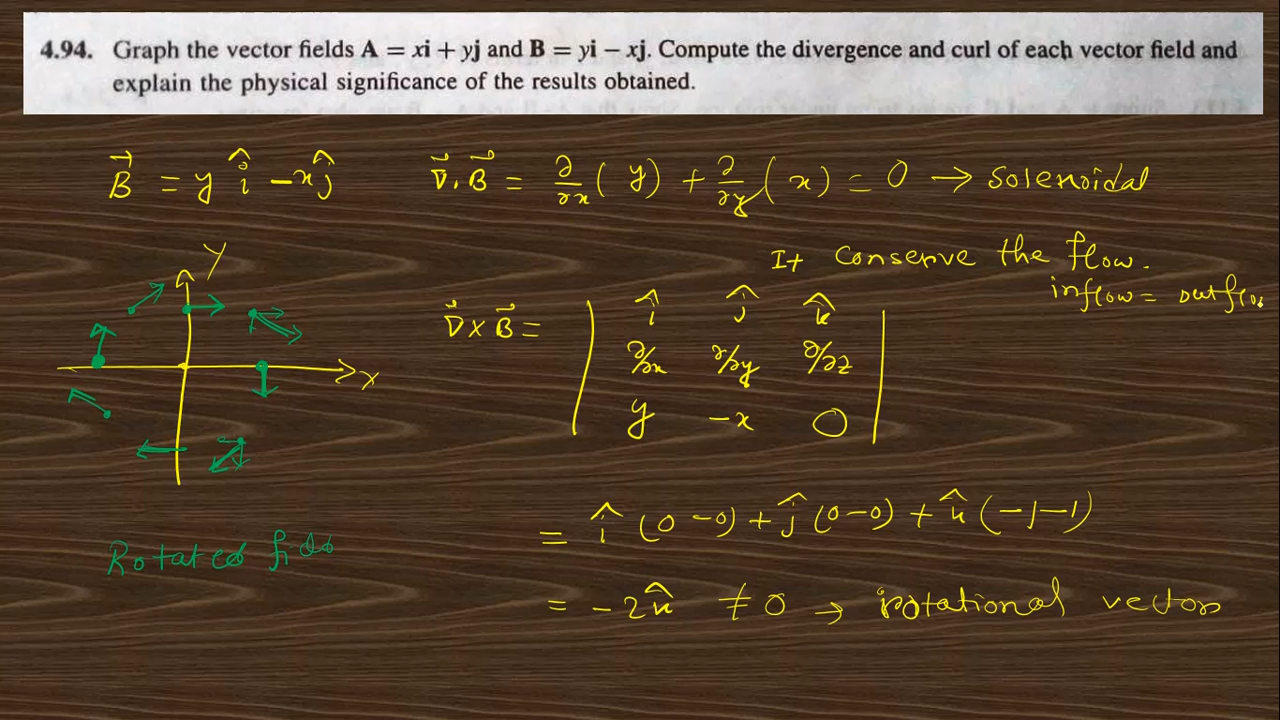 4.94. Graph the vector fields A = xi + yj and B = yi − xj. Compute the divergence and curl of each vector field and
explain the physical significance of the results obtained.
B⃗ = y î − x ĵ
∇⃗.B⃗ = ∂/∂x ( y ) + ∂/∂y ( x ) = 0 → solenoidal
It conserve the flow.
inflow = outflow
Y
x
∇⃗ × B⃗ =
î ĵ k̂
∂/∂x ∂/∂y ∂/∂z
y −x 0
= î (0 − 0) + ĵ (0 − 0) + k̂ (−1−1)
Rotated
= − 2k̂ ≠ 0 → rotational vector